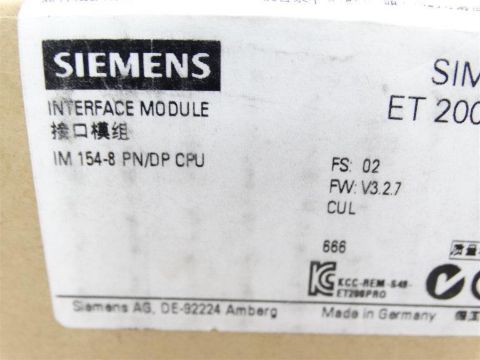 SIEMENS
SIM
INTERFACE MODULE
ET 200
接口模组
IM 154-8 PN/DP CPU
FS: 02
FW: V3.2.7
CUL
666
KCC-REM-S49-
ET200PRO
Siemens AG, DE-92224 Amberg
Made in Germany